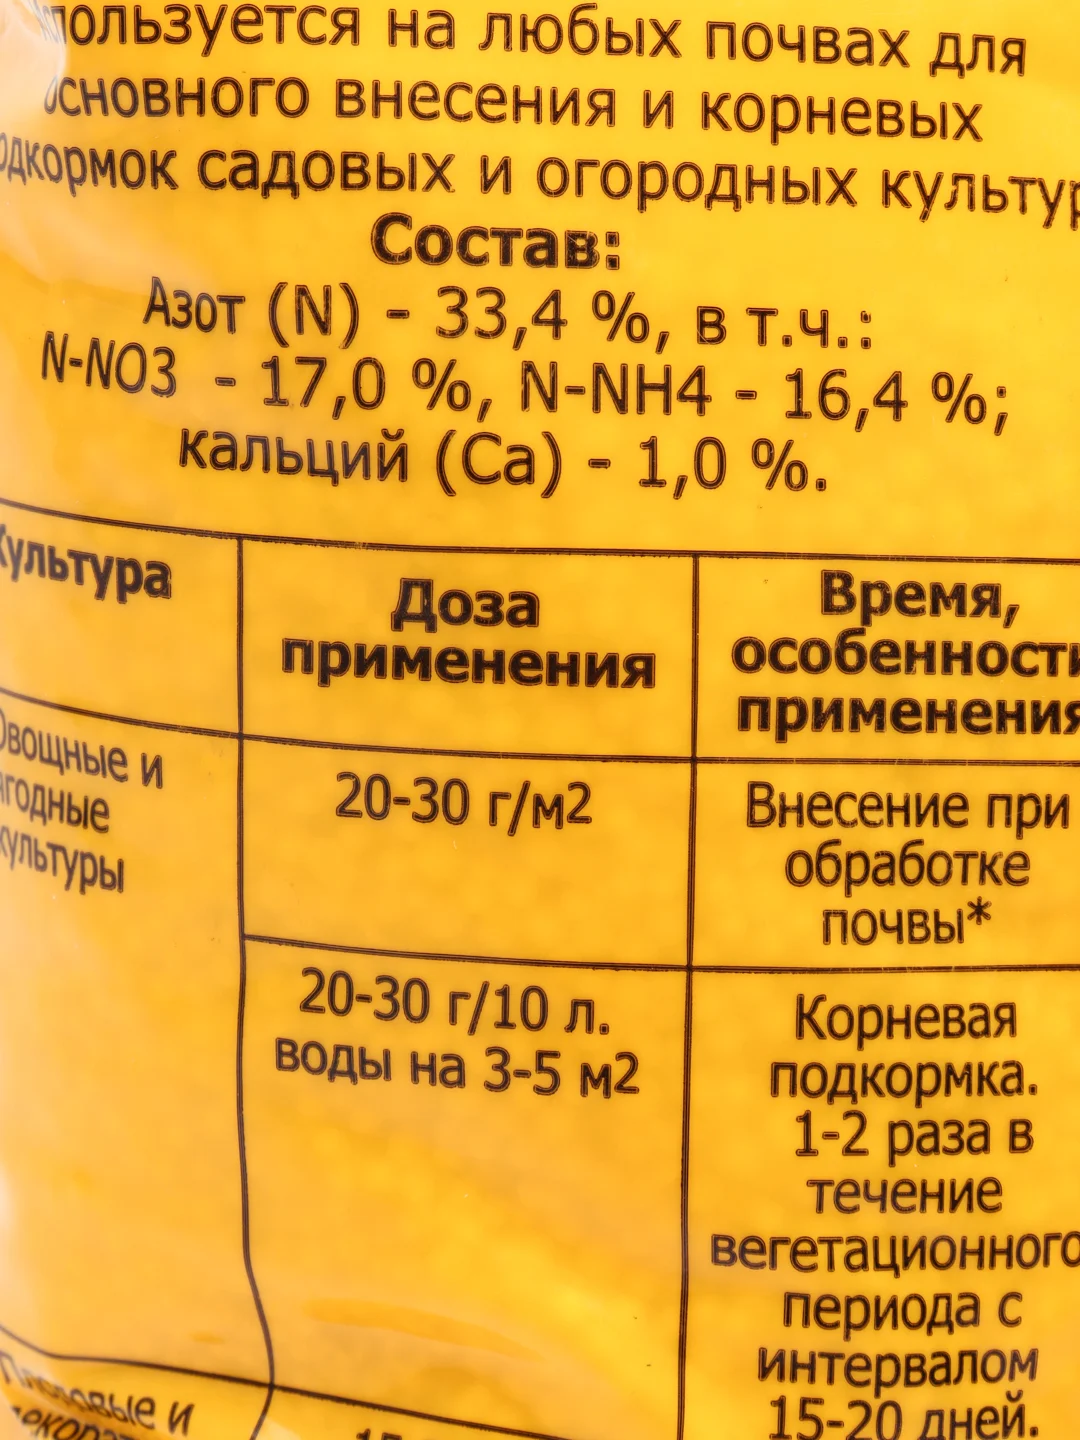 используется на любых почвах для
основного внесения и корневых
подкормок садовых и огородных культур
Состав:
Азот (N) - 33,4 %, в т.ч.:
N-NO3 - 17,0 %, N-NH4 - 16,4 %;
кальций (Ca) - 1,0 %.
Культура
Доза
применения
Время,
особенности
применения
Овощные и
ягодные
культуры
20-30 г/м2
Внесение при
обработке
почвы*
20-30 г/10 л.
воды на 3-5 м2
Корневая
подкормка.
1-2 раза в
течение
вегетационного
периода с
интервалом
15-20 дней.
Плодовые и